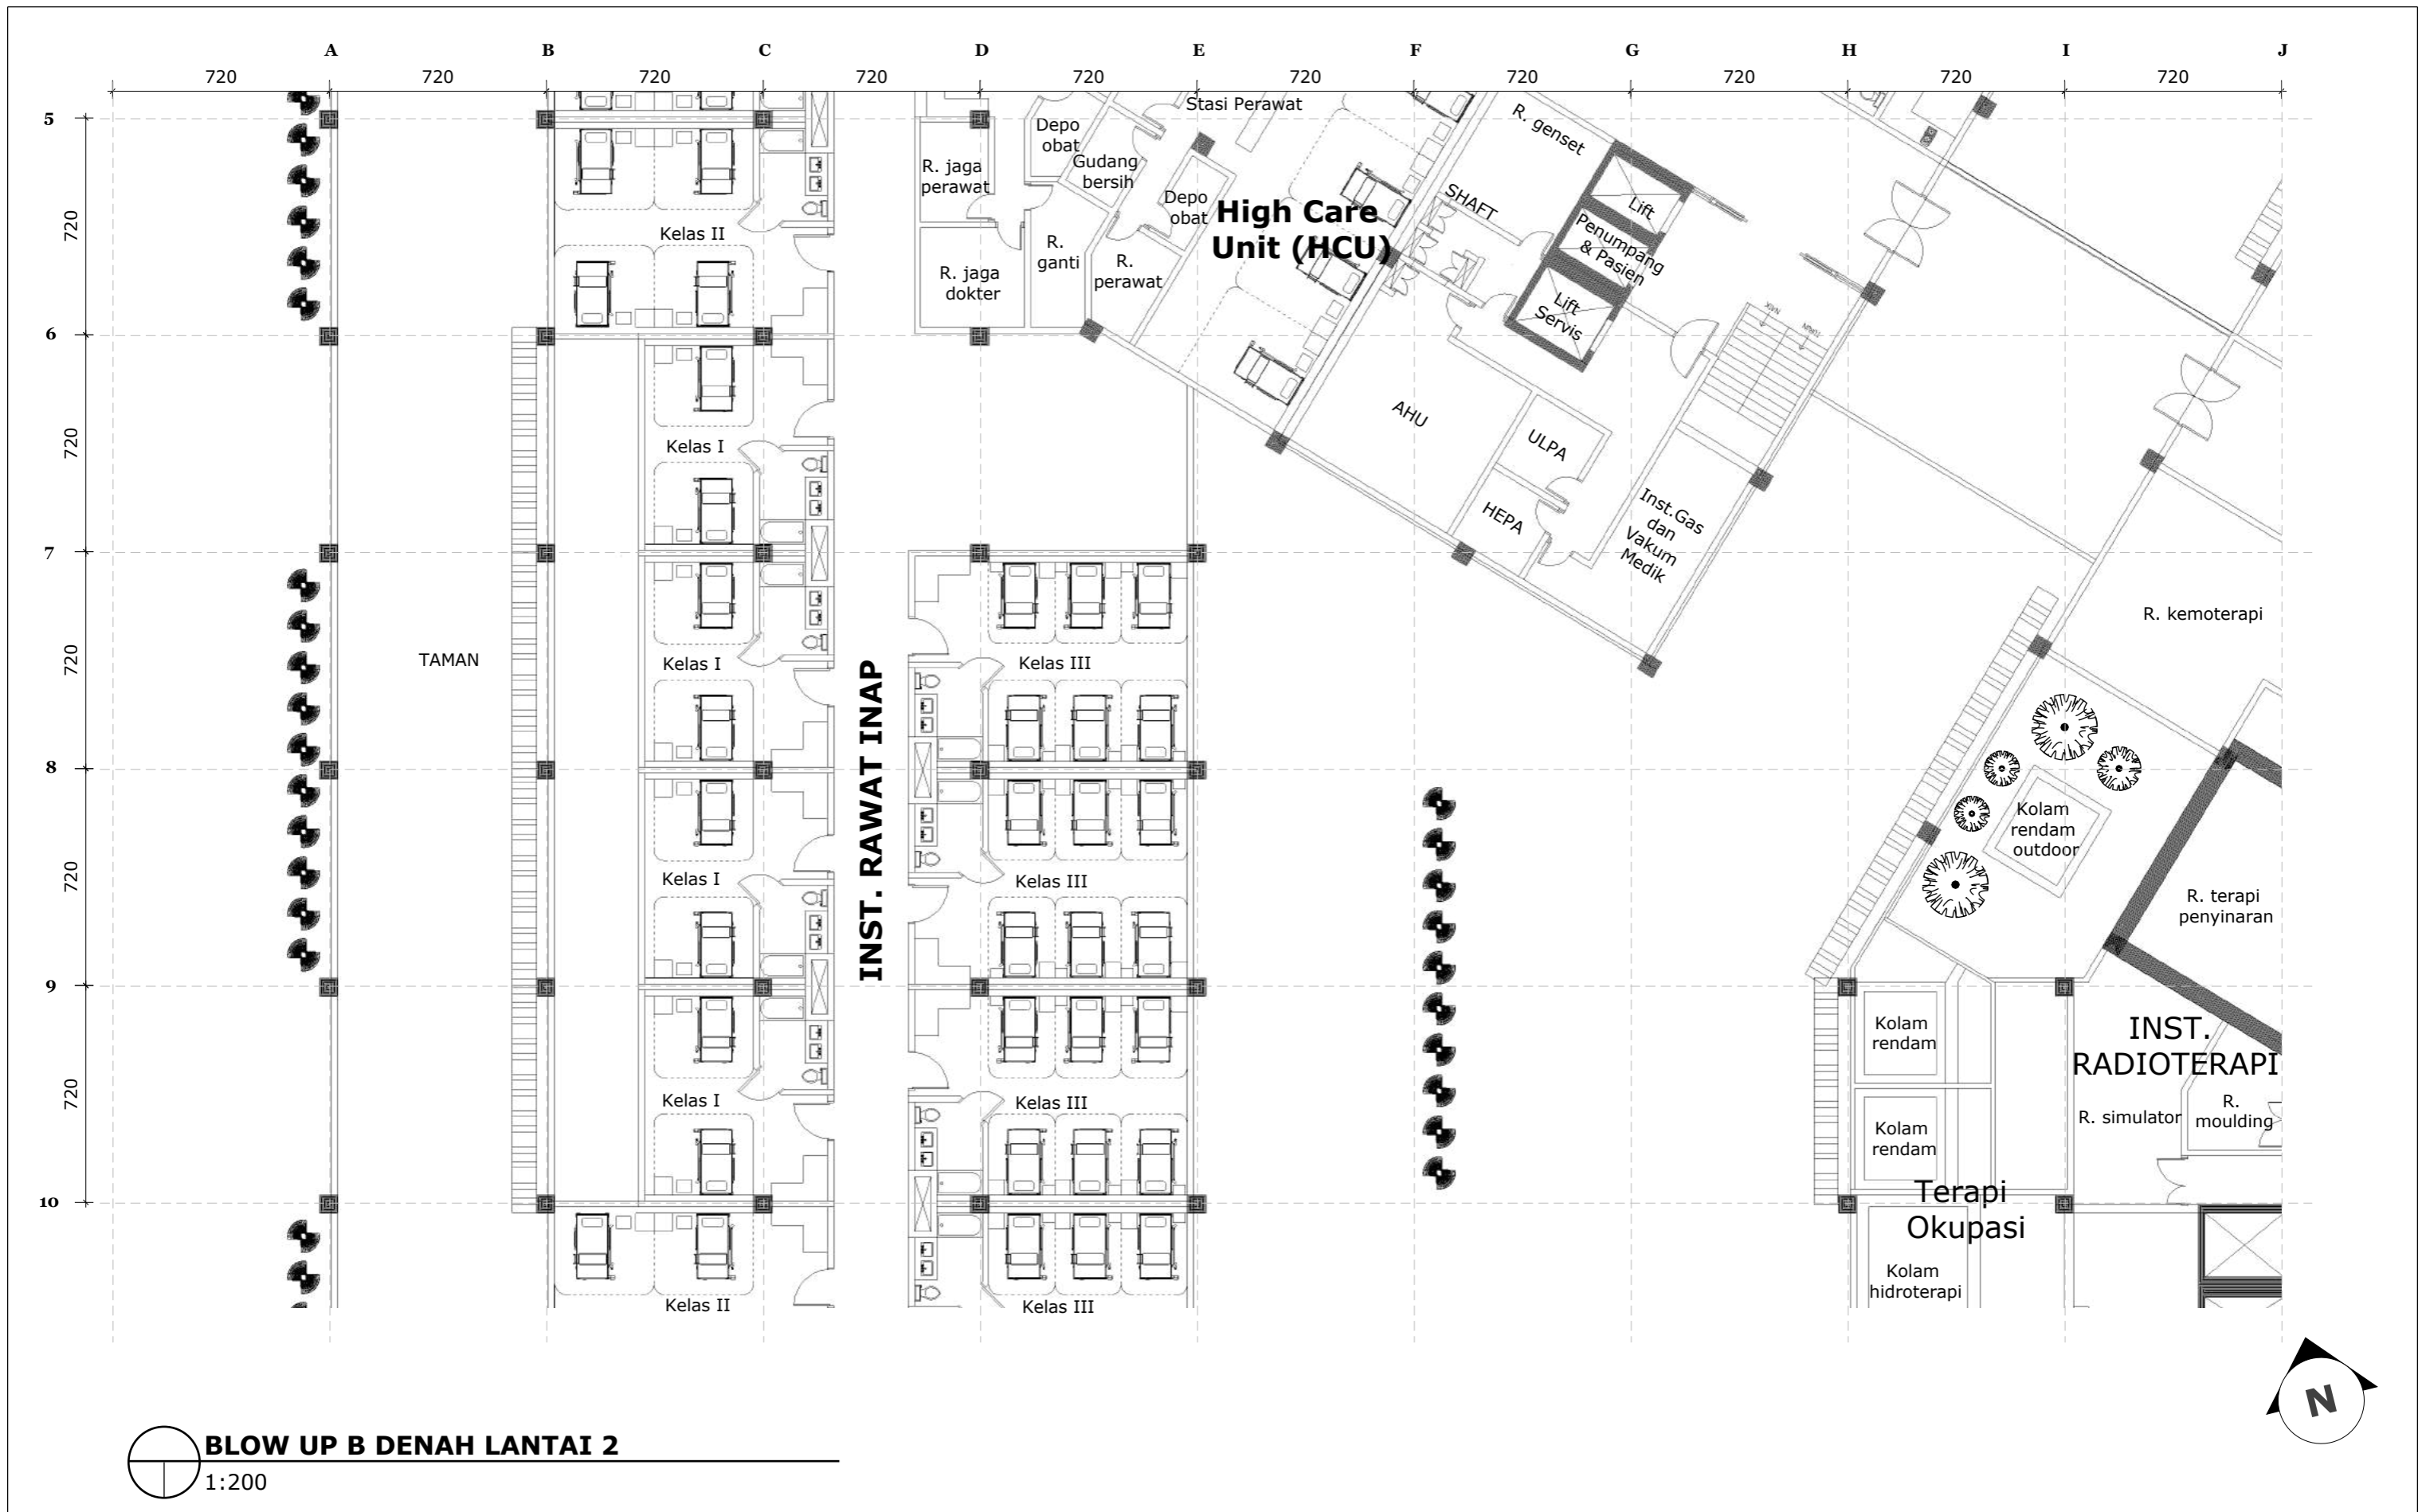 A B C D E F G H I J
720 720 720 720 720 720 720 720 720 720
5
6
7
8
9
10
720
720
720
720
720
Stasi Perawat
R. genset
Depo
obat
Gudang
bersih
R. jaga
perawat
Depo
obat
High Care
Unit (HCU)
SHAFT
Lift
Penumpang
& Pasien
Kelas II
R.
ganti
R.
perawat
R. jaga
dokter
Lift
Servis
NAIK
TURUN
Kelas I
AHU
ULPA
HEPA
Inst.Gas
dan
Vakum
Medik
R. kemoterapi
TAMAN
Kelas I
Kelas III
INST. RAWAT INAP
Kolam
rendam
outdoor
Kelas I
Kelas III
R. terapi
penyinaran
Kolam
rendam
INST.
RADIOTERAPI
Kelas I
Kelas III
R. simulator
R.
moulding
Kolam
rendam
Terapi
Okupasi
Kolam
hidroterapi
Kelas II
Kelas III
N
BLOW UP B DENAH LANTAI 2
1:200